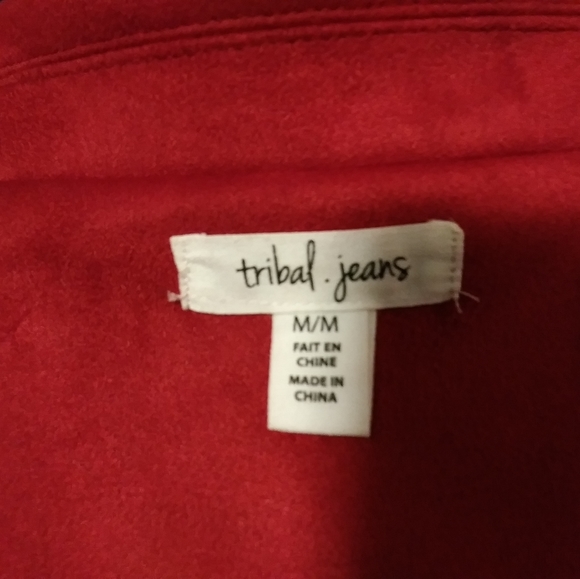 tribal.jeans
M/M
FAIT EN
CHINE
MADE IN
CHINA